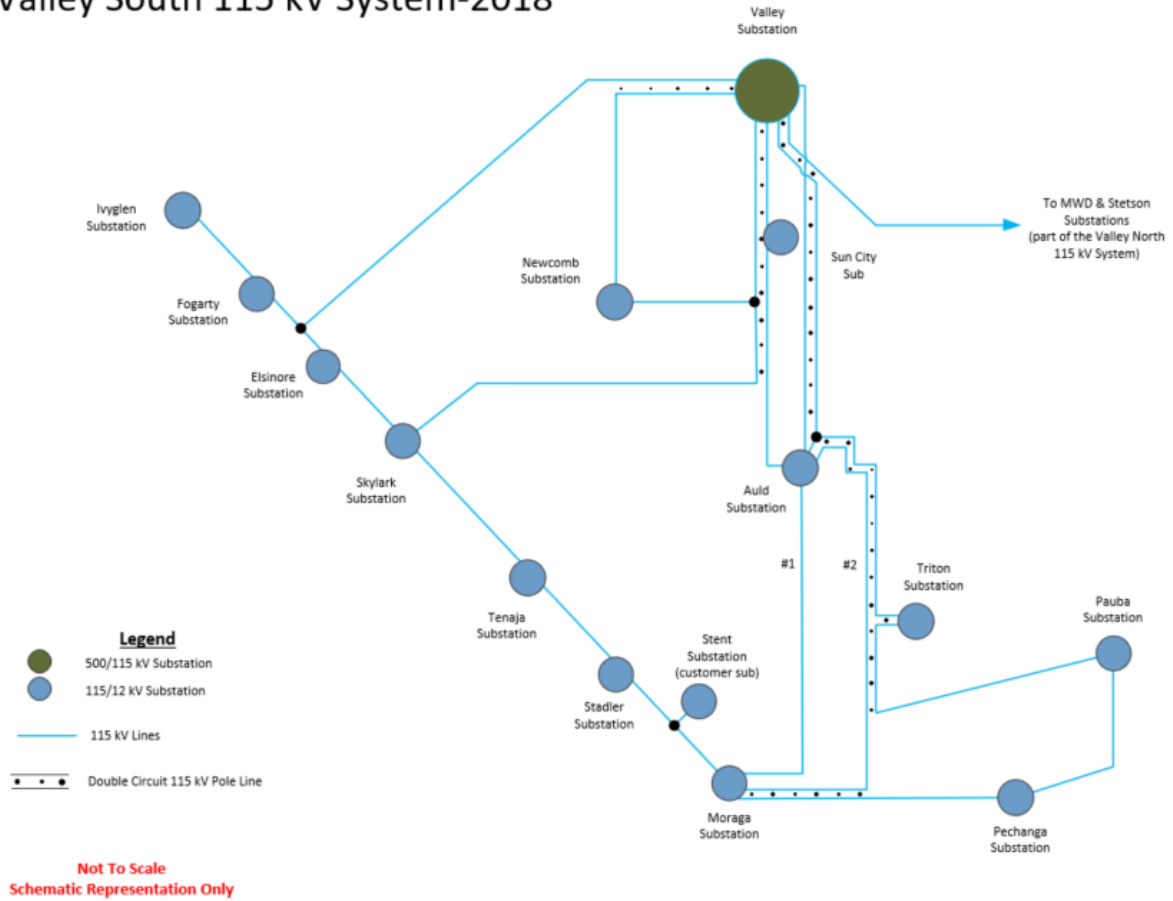 Valley South 115 kV System-2018
Valley
Substation
Ivyglen
Substation
To MWD & Stetson
Substations
(part of the Valley North
115 kV System)
Newcomb
Substation
Sun City
Sub
Fogarty
Substation
Elsinore
Substation
Skylark
Substation
Auld
Substation
#1
#2
Triton
Substation
Pauba
Substation
Tenaja
Substation
Stent
Substation
(customer sub)
Stadler
Substation
Moraga
Substation
Pechanga
Substation
Legend
500/115 kV Substation
115/12 kV Substation
115 kV Lines
Double Circuit 115 kV Pole Line
Not To Scale
Schematic Representation Only